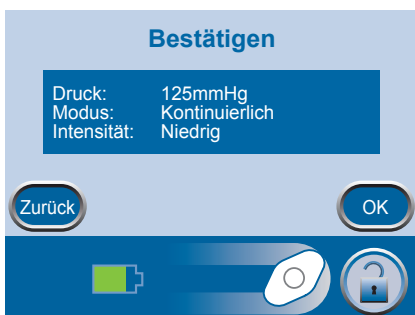 Bestätigen
Druck: 125mmHg
Modus: Kontinuierlich
Intensität: Niedrig
Zurück
OK